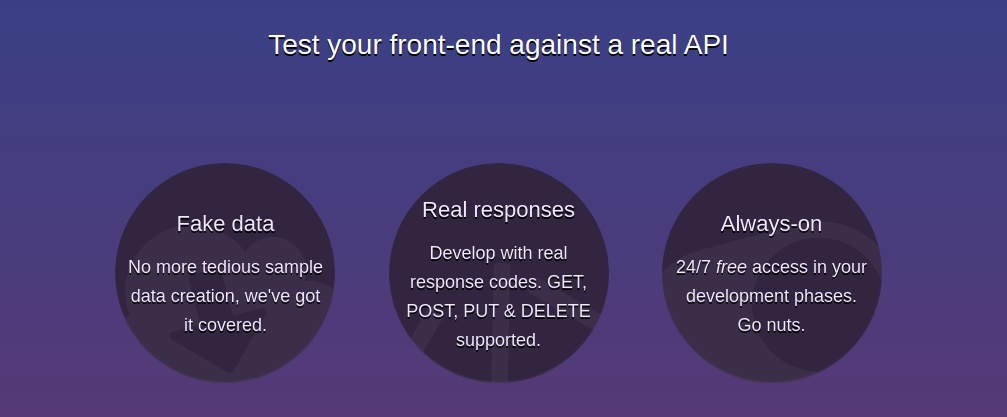 Test your front-end against a real API
Fake data
No more tedious sample
data creation, we've got
it covered.
Real responses
Develop with real
response codes. GET,
POST, PUT & DELETE
supported.
Always-on
24/7 free access in your
development phases.
Go nuts.